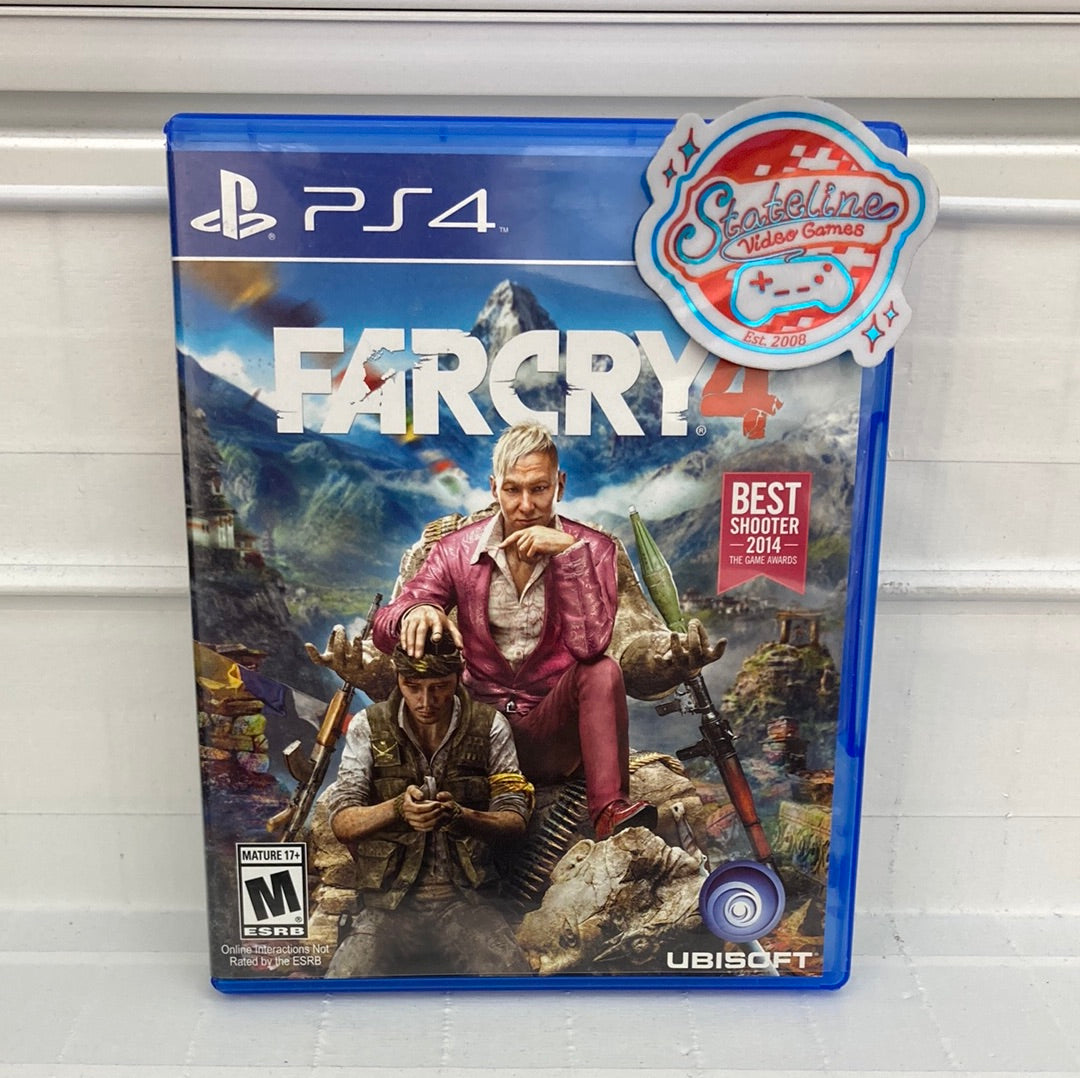 PS4™
Stateline
Video Games
Est. 2008
FARCRY4
®
BEST
SHOOTER
2014
THE GAME AWARDS
MATURE 17+
M
®
ESRB
Online Interactions Not
Rated by the ESRB
UBISOFT